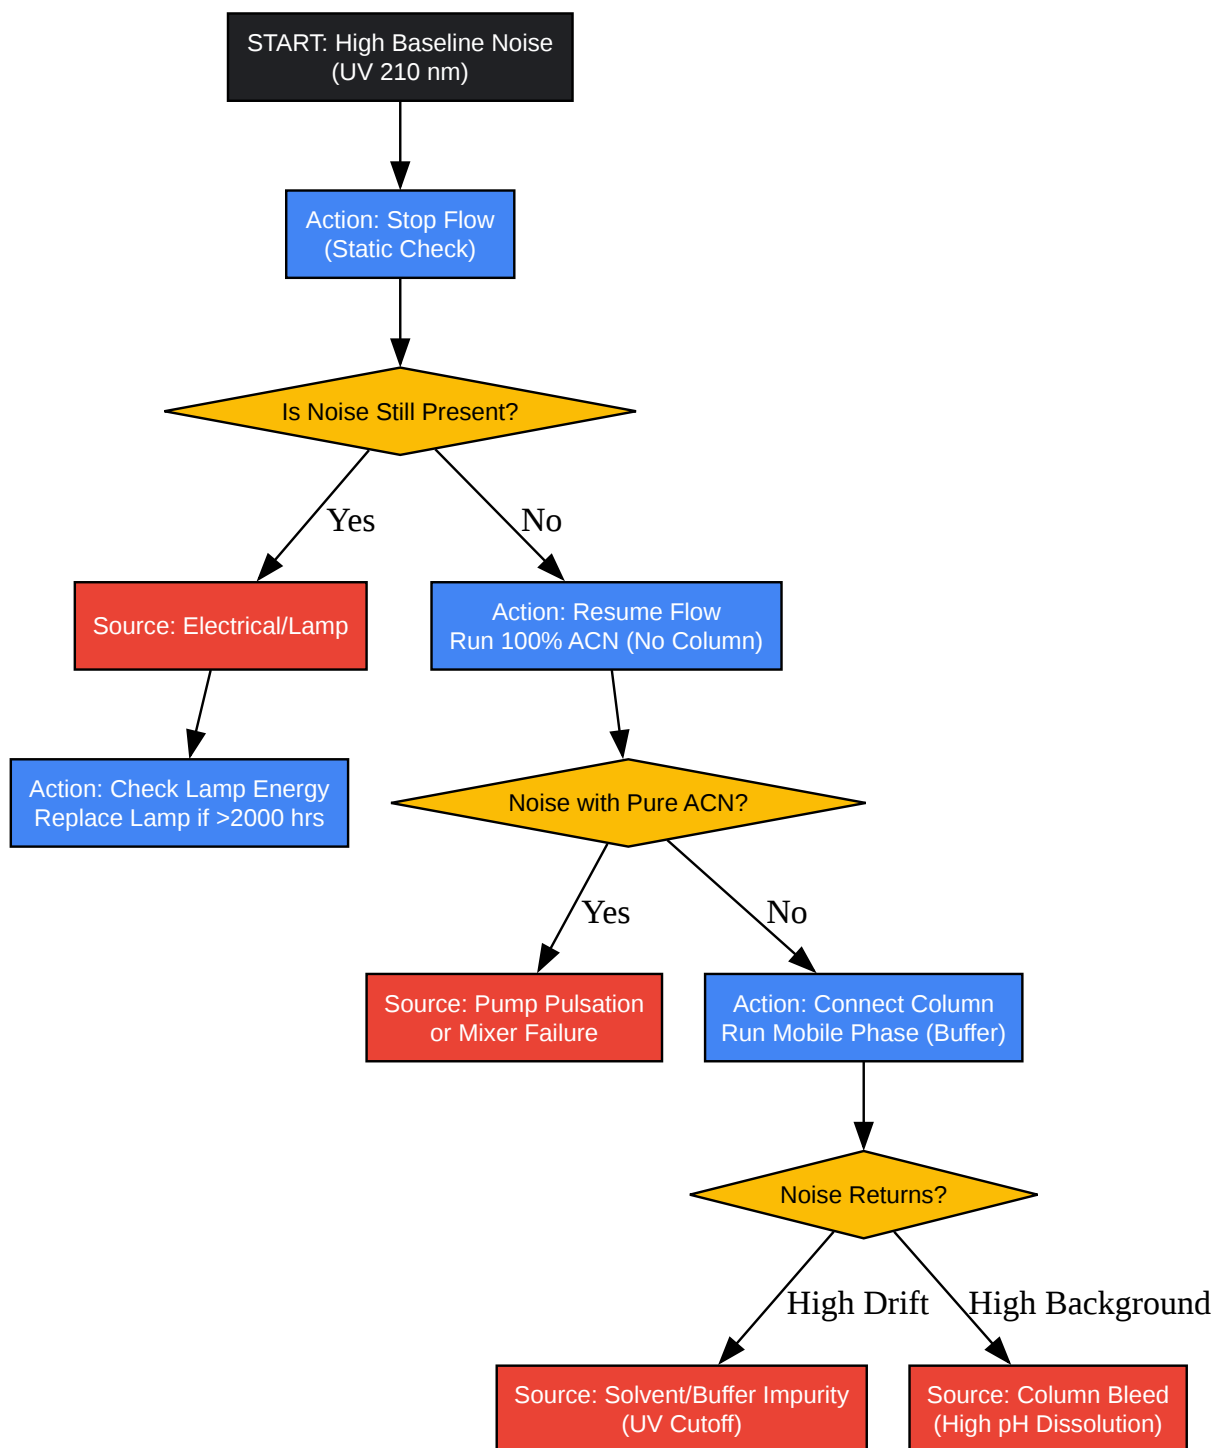 START: High Baseline Noise
(UV 210 nm)
Action: Stop Flow
(Static Check)
Is Noise Still Present?
Yes
No
Source: Electrical/Lamp
Action: Resume Flow
Run 100% ACN (No Column)
Action: Check Lamp Energy
Replace Lamp if >2000 hrs
Noise with Pure ACN?
Yes
No
Source: Pump Pulsation
or Mixer Failure
Action: Connect Column
Run Mobile Phase (Buffer)
Noise Returns?
High Drift
High Background
Source: Solvent/Buffer Impurity
(UV Cutoff)
Source: Column Bleed
(High pH Dissolution)